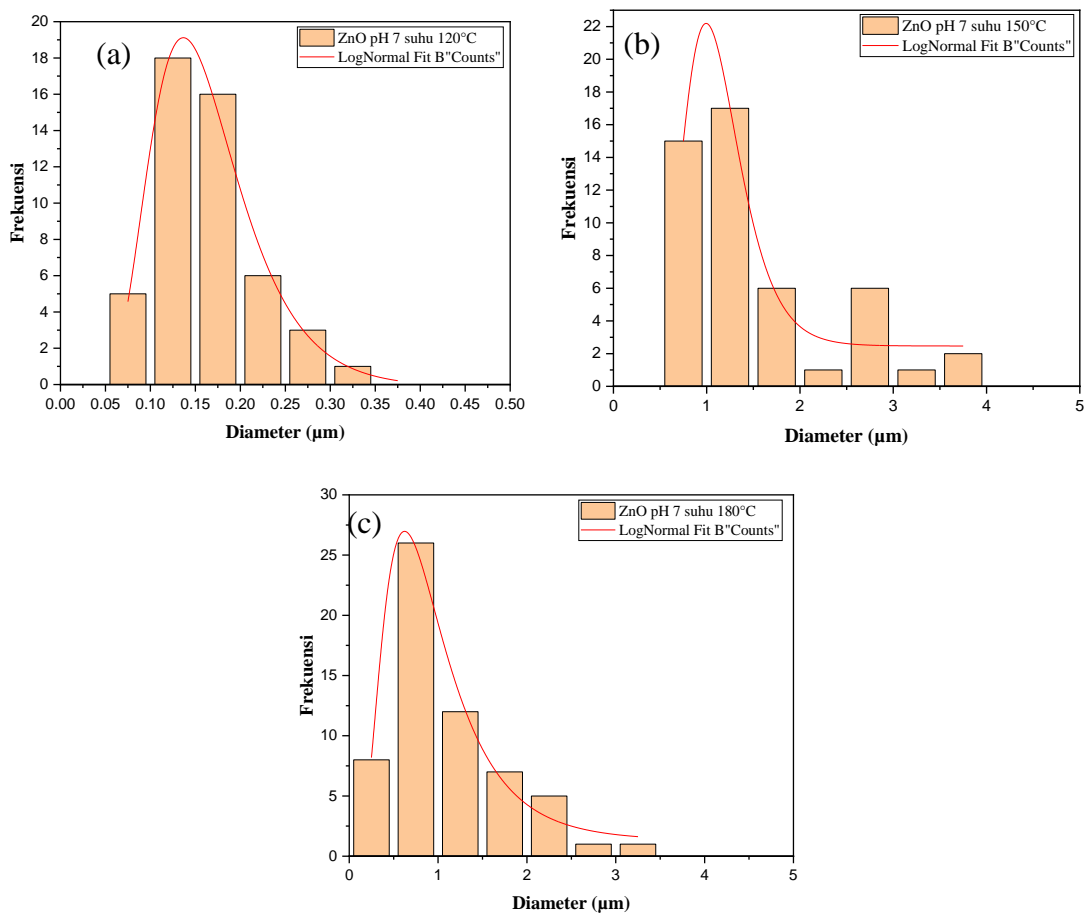 (a)
ZnO pH 7 suhu 120°C
LogNormal Fit B"Counts"
Frekuensi
20
18
16
14
12
10
8
6
4
2
0
0.00 0.05 0.10 0.15 0.20 0.25 0.30 0.35 0.40 0.45 0.50
Diameter (µm)
(b)
ZnO pH 7 suhu 150°C
LogNormal Fit B"Counts"
Frekuensi
22
20
18
16
14
12
10
8
6
4
2
0
0 1 2 3 4 5
Diameter (µm)
(c)
ZnO pH 7 suhu 180°C
LogNormal Fit B"Counts"
Frekuensi
30
25
20
15
10
5
0
0 1 2 3 4 5
Diameter (µm)